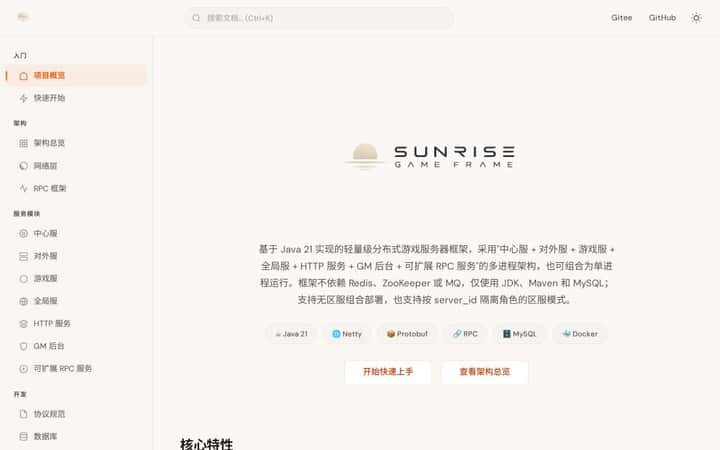 搜索文档... (Ctrl+K)
Gitee
GitHub
入门
项目概览
快速开始
架构
架构总览
网络层
RPC 框架
服务模块
中心服
对外服
游戏服
全局服
HTTP 服务
GM 后台
可扩展 RPC 服务
开发
协议规范
数据库
SUNRISE
GAME FRAME
基于 Java 21 实现的轻量级分布式游戏服务器框架，采用"中心服 + 对外服 + 游戏服 +
全局服 + HTTP 服务 + GM 后台 + 可扩展 RPC 服务"的多进程架构，也可组合为单进
程运行。框架不依赖 Redis、ZooKeeper 或 MQ，仅使用 JDK、Maven 和 MySQL；
支持无区服组合部署，也支持按 server_id 隔离角色的区服模式。
Java 21
Netty
Protobuf
RPC
MySQL
Docker
开始快速上手
查看架构总览
核心特性